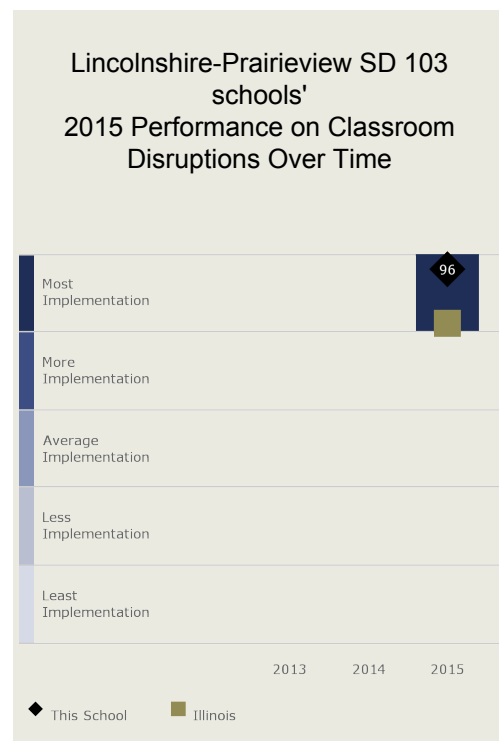 Lincolnshire-Prairieview SD 103
schools'
2015 Performance on Classroom
Disruptions Over Time
96
Most
Implementation
More
Implementation
Average
Implementation
Less
Implementation
Least
Implementation
2013 2014 2015
This School Illinois